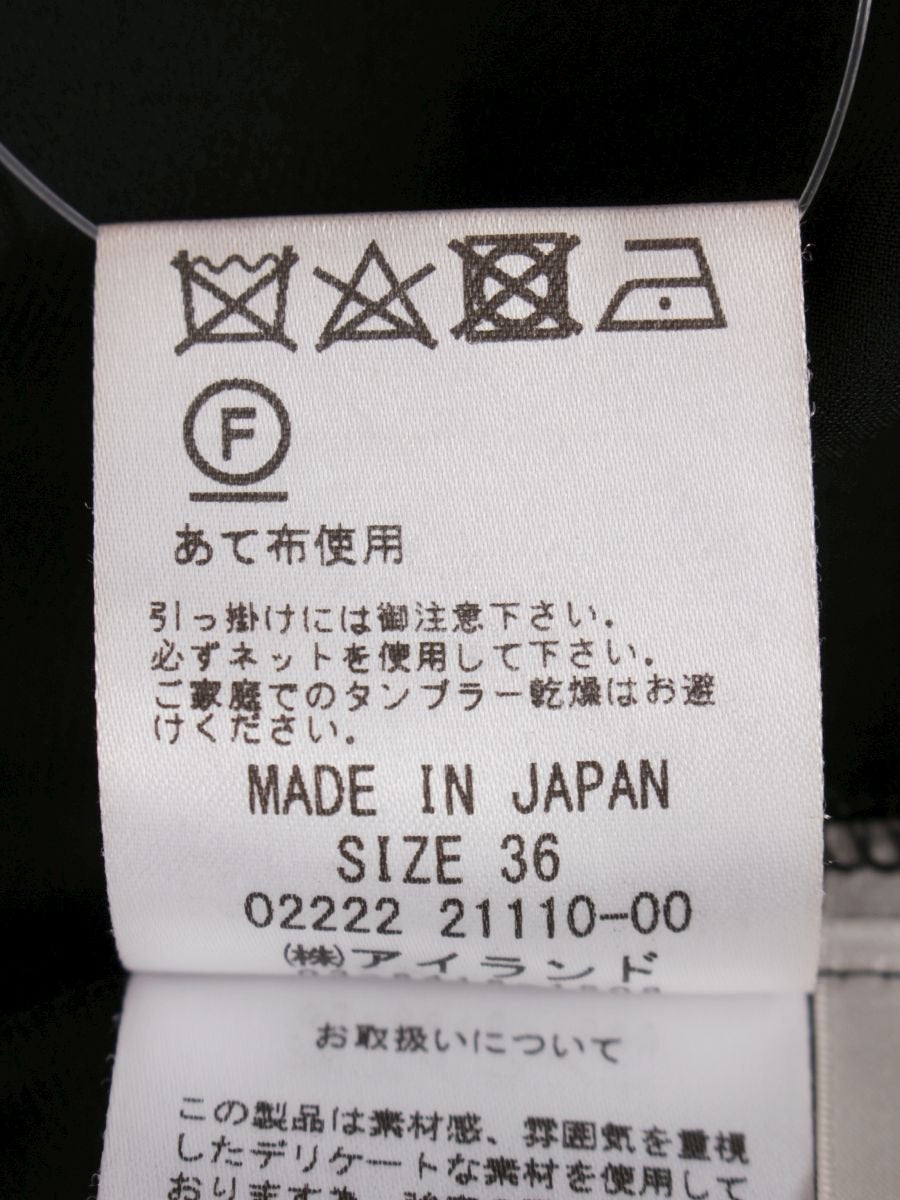 F
あて布使用
引っ掛けには御注意下さい.
必ずネットを使用して下さい.
ご家庭でのタンブラー乾燥はお避
けください.
MADE IN JAPAN
SIZE 36
02222 21110-00
(株)アイランド
お取扱いについて
この製品は素材感、雰囲気を重視
したデリケートな素材を使用して
おります為、